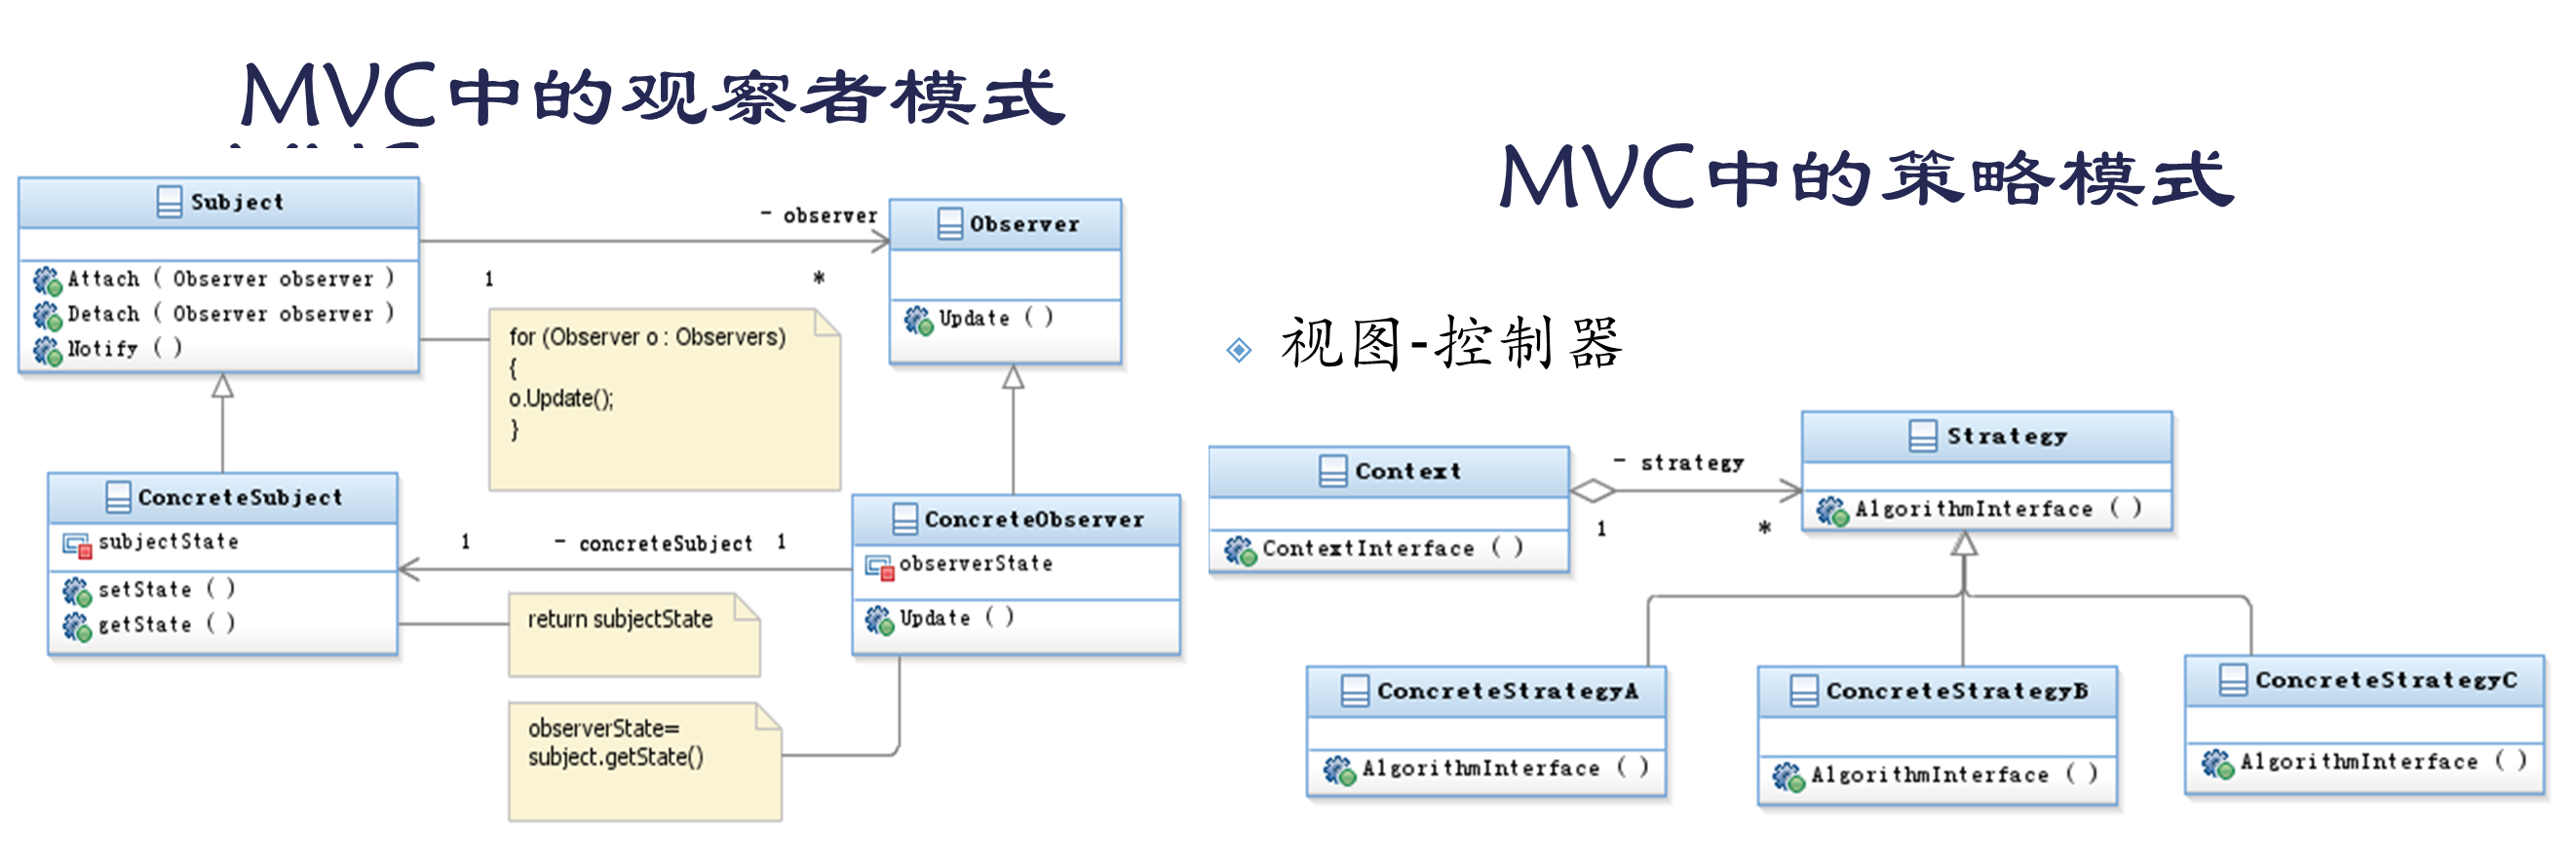 MVC中的观察者模式
Subject
Attach ( Observer observer )
Detach ( Observer observer )
Notify ( )
- observer
1
*
Observer
Update ( )
for (Observer o : Observers)
{
o.Update();
}
ConcreteSubject
subjectState
setState ( )
getState ( )
1
- concreteSubject
1
ConcreteObserver
observerState
Update ( )
return subjectState
observerState=
subject.getState()
MVC中的策略模式
视图-控制器
Context
ContextInterface ( )
- strategy
1
*
Strategy
AlgorithmInterface ( )
ConcreteStrategyA
AlgorithmInterface ( )
ConcreteStrategyB
AlgorithmInterface ( )
ConcreteStrategyC
AlgorithmInterface ( )